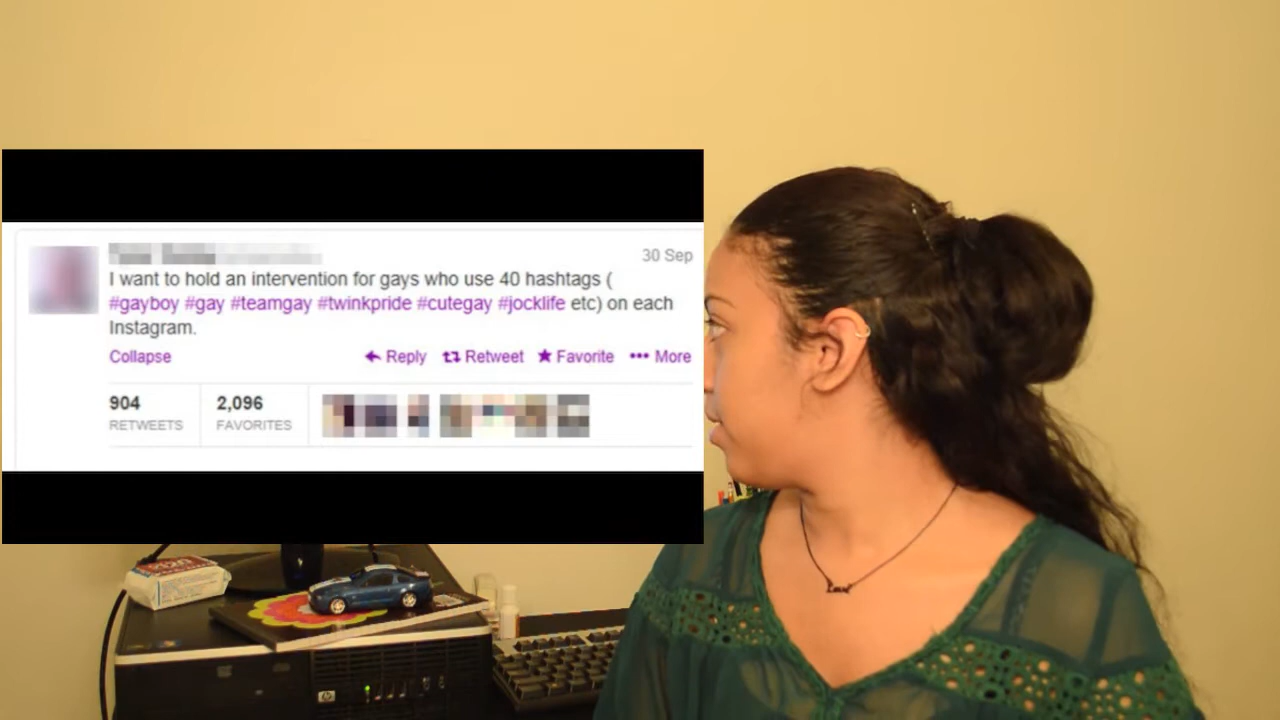 30 Sep
I want to hold an intervention for gays who use 40 hashtags (
#gayboy #gay #teamgay #twinkpride #cutegay #jocklife etc) on each
Instagram.
Collapse Reply Retweet Favorite More
904 2,096
RETWEETS FAVORITES
hp